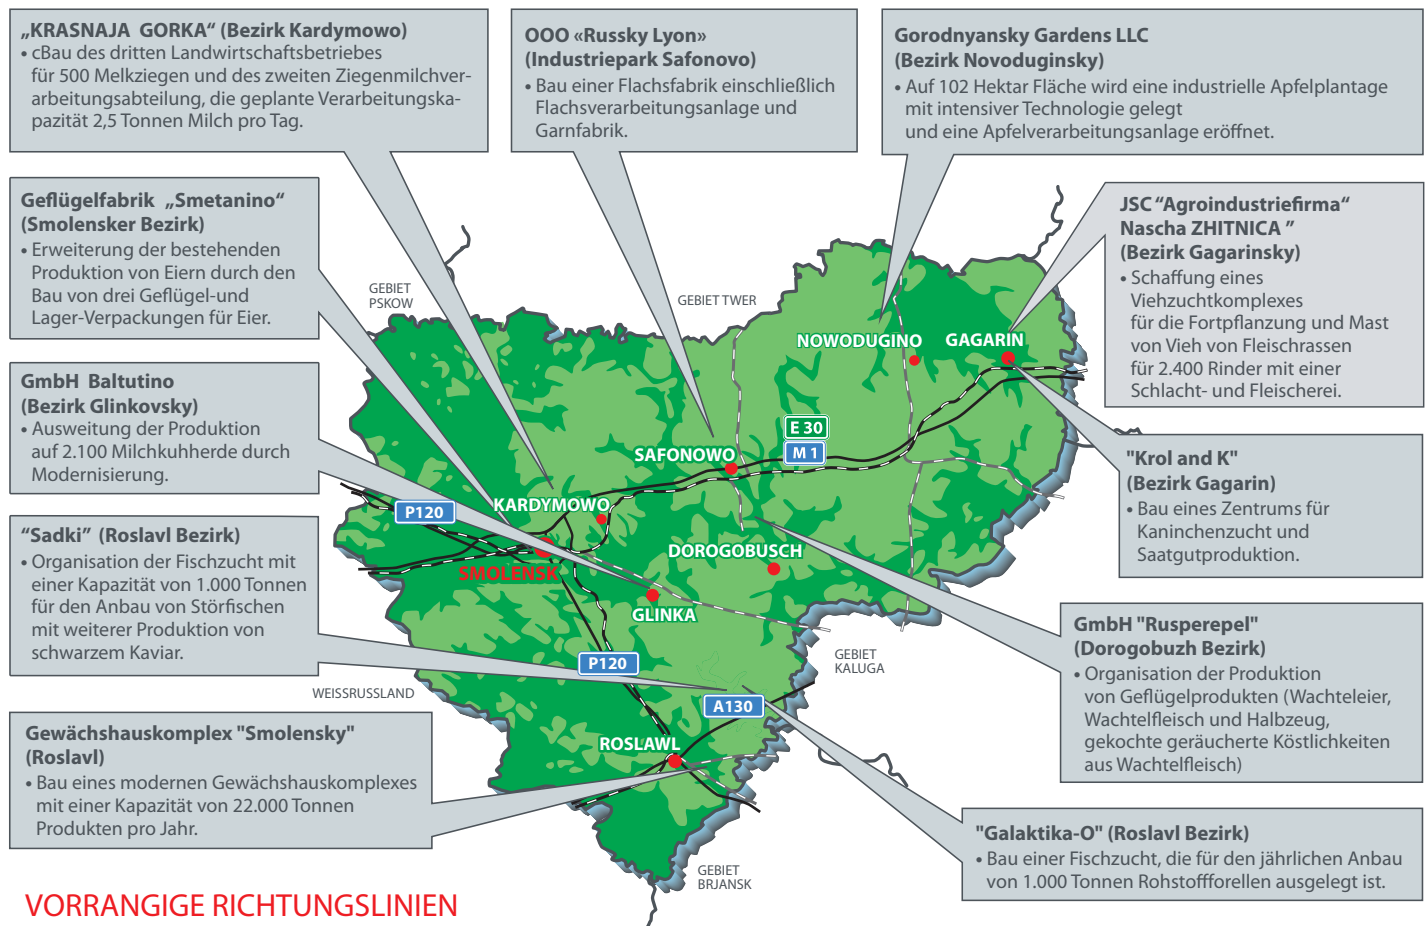 „KRASNAJA GORKA“ (Bezirk Kardymowo)
• cBau des dritten Landwirtschaftsbetriebes
für 500 Melkziegen und des zweiten Ziegenmilchver-
arbeitungsabteilung, die geplante Verarbeitungska-
pazität 2,5 Tonnen Milch pro Tag.
OOO «Russky Lyon»
(Industriepark Safonovo)
• Bau einer Flachsfabrik einschließlich
Flachsverarbeitungsanlage und
Garnfabrik.
Gorodnyansky Gardens LLC
(Bezirk Novoduginsky)
• Auf 102 Hektar Fläche wird eine industrielle Apfelplantage
mit intensiver Technologie gelegt
und eine Apfelverarbeitungsanlage eröffnet.
Geflügelfabrik „Smetanino“
(Smolensker Bezirk)
• Erweiterung der bestehenden
Produktion von Eiern durch den
Bau von drei Geflügel-und
Lager-Verpackungen für Eier.
JSC “Agroindustriefirma“
Nascha ZHITNICA ”
(Bezirk Gagarinsky)
• Schaffung eines
Viehzuchtkomplexes
für die Fortpflanzung und Mast
von Vieh von Fleischrassen
für 2.400 Rinder mit einer
Schlacht- und Fleischerei.
GmbH Baltutino
(Bezirk Glinkovsky)
• Ausweitung der Produktion
auf 2.100 Milchkuhherde durch
Modernisierung.
"Krol and K"
(Bezirk Gagarin)
• Bau eines Zentrums für
Kaninchenzucht und
Saatgutproduktion.
“Sadki” (Roslavl Bezirk)
• Organisation der Fischzucht mit
einer Kapazität von 1.000 Tonnen
für den Anbau von Störfischen
mit weiterer Produktion von
schwarzem Kaviar.
GmbH "Rusperepel"
(Dorogobuzh Bezirk)
• Organisation der Produktion
von Geflügelprodukten (Wachteleier,
Wachtelfleisch und Halbzeug,
gekochte geräucherte Köstlichkeiten
aus Wachtelfleisch)
Gewächshauskomplex "Smolensky"
(Roslavl)
• Bau eines modernen Gewächshauskomplexes
mit einer Kapazität von 22.000 Tonnen
Produkten pro Jahr.
"Galaktika-O" (Roslavl Bezirk)
• Bau einer Fischzucht, die für den jährlichen Anbau
von 1.000 Tonnen Rohstoffforellen ausgelegt ist.
GEBIET
PSKOW
GEBIET TWER
NOWODUGINO
GAGARIN
E 30
M 1
SAFONOWO
KARDYMOWO
P120
DOROGOBUSCH
SMOLENSK
GLINKA
P120
GEBIET
KALUGA
WEISSRUSSLAND
A130
ROSLAWL
GEBIET
BRJANSK
VORRANGIGE RICHTUNGSLINIEN